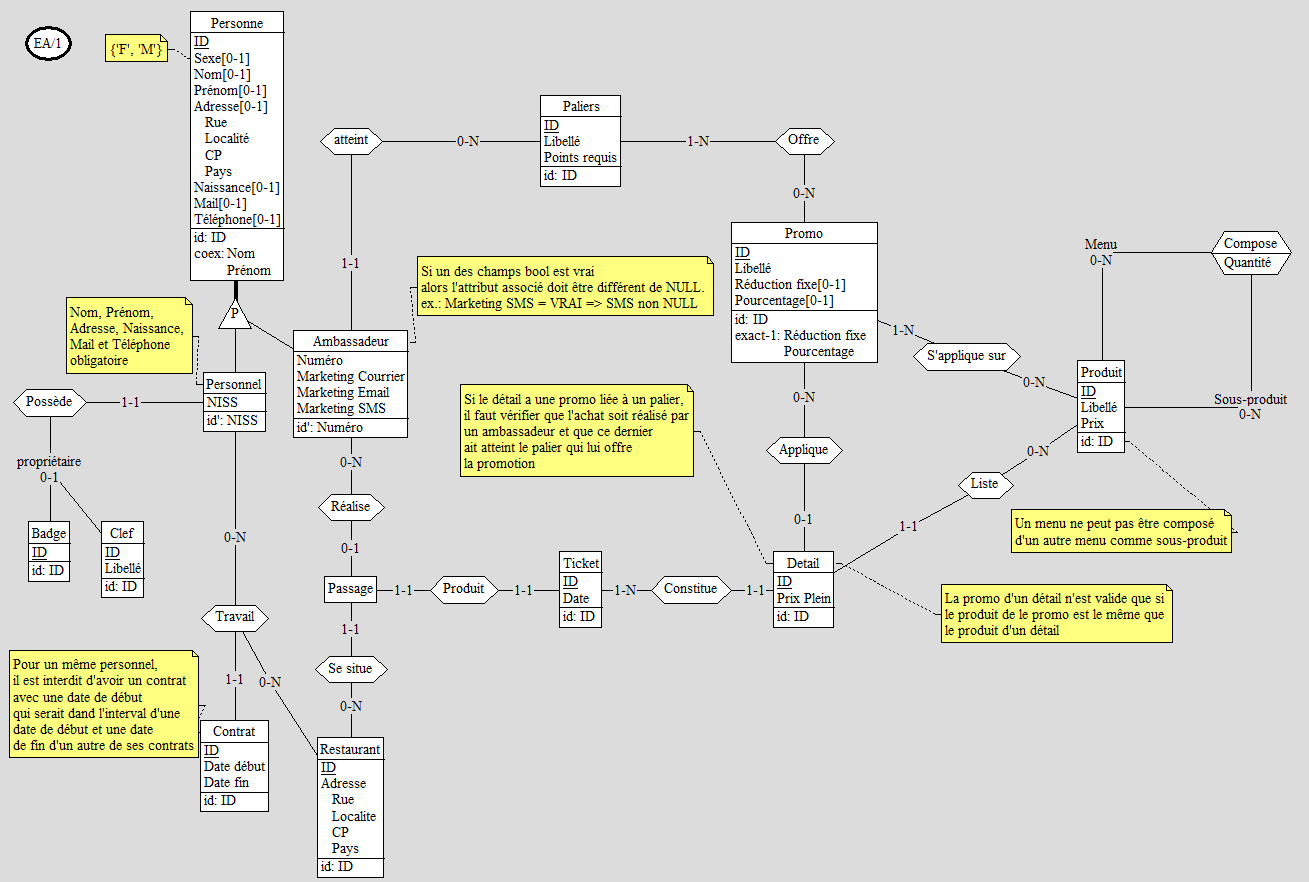 EA/1
{'F', 'M'}
Personne
ID
Sexe[0-1]
Nom[0-1]
Prénom[0-1]
Adresse[0-1]
Rue
Localité
CP
Pays
Naissance[0-1]
Mail[0-1]
Téléphone[0-1]
id: ID
coex: Nom
Prénom
atteint
0-N
Paliers
ID
Libellé
Points requis
id: ID
1-N
Offre
0-N
1-1
Promo
ID
Libellé
Réduction fixe[0-1]
Pourcentage[0-1]
id: ID
exact-1: Réduction fixe
Pourcentage
Menu
0-N
Compose
Quantité
Si un des champs bool est vrai
alors l'attribut associé doit être différent de NULL.
ex.: Marketing SMS = VRAI => SMS non NULL
Nom, Prénom,
Adresse, Naissance,
Mail et Téléphone
obligatoire
P
Ambassadeur
Numéro
Marketing Courrier
Marketing Email
Marketing SMS
id': Numéro
1-N
S'applique sur
0-N
Produit
ID
Libellé
Prix
id: ID
Sous-produit
0-N
Possède
1-1
Personnel
NISS
id': NISS
Si le détail a une promo liée à un palier,
il faut vérifier que l'achat soit réalisé par
un ambassadeur et que ce dernier
ait atteint le palier qui lui offre
la promotion
0-N
Applique
0-1
0-N
Liste
1-1
propriétaire
0-1
0-N
Réalise
0-1
Badge
ID
id: ID
Clef
ID
Libellé
id: ID
0-N
Un menu ne peut pas être composé
d'un autre menu comme sous-produit
Passage
1-1
Produit
1-1
Ticket
ID
Date
id: ID
1-N
Constitue
1-1
Detail
ID
Prix Plein
id: ID
La promo d'un détail n'est valide que si
le produit de le promo est le même que
le produit d'un détail
Travail
1-1
Se situe
0-N
Pour un même personnel,
il est interdit d'avoir un contrat
avec une date de début
qui serait dand l'interval d'une
date de début et une date
de fin d'un autre de ses contrats
1-1
0-N
Contrat
ID
Date début
Date fin
id: ID
Restaurant
ID
Adresse
Rue
Localite
CP
Pays
id: ID